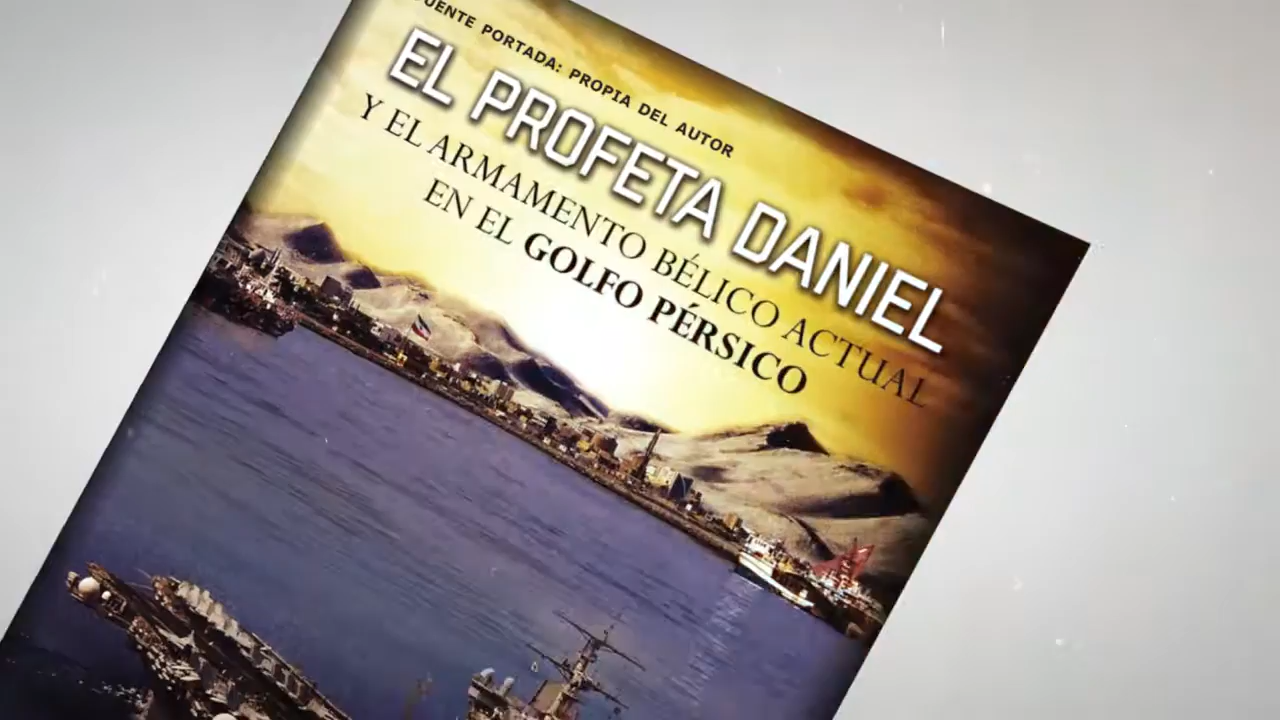 FUENTE PORTADA: PROPIA DEL AUTOR
EL PROFETA DANIEL
Y EL ARMAMENTO BÉLICO ACTUAL
EN EL GOLFO PÉRSICO